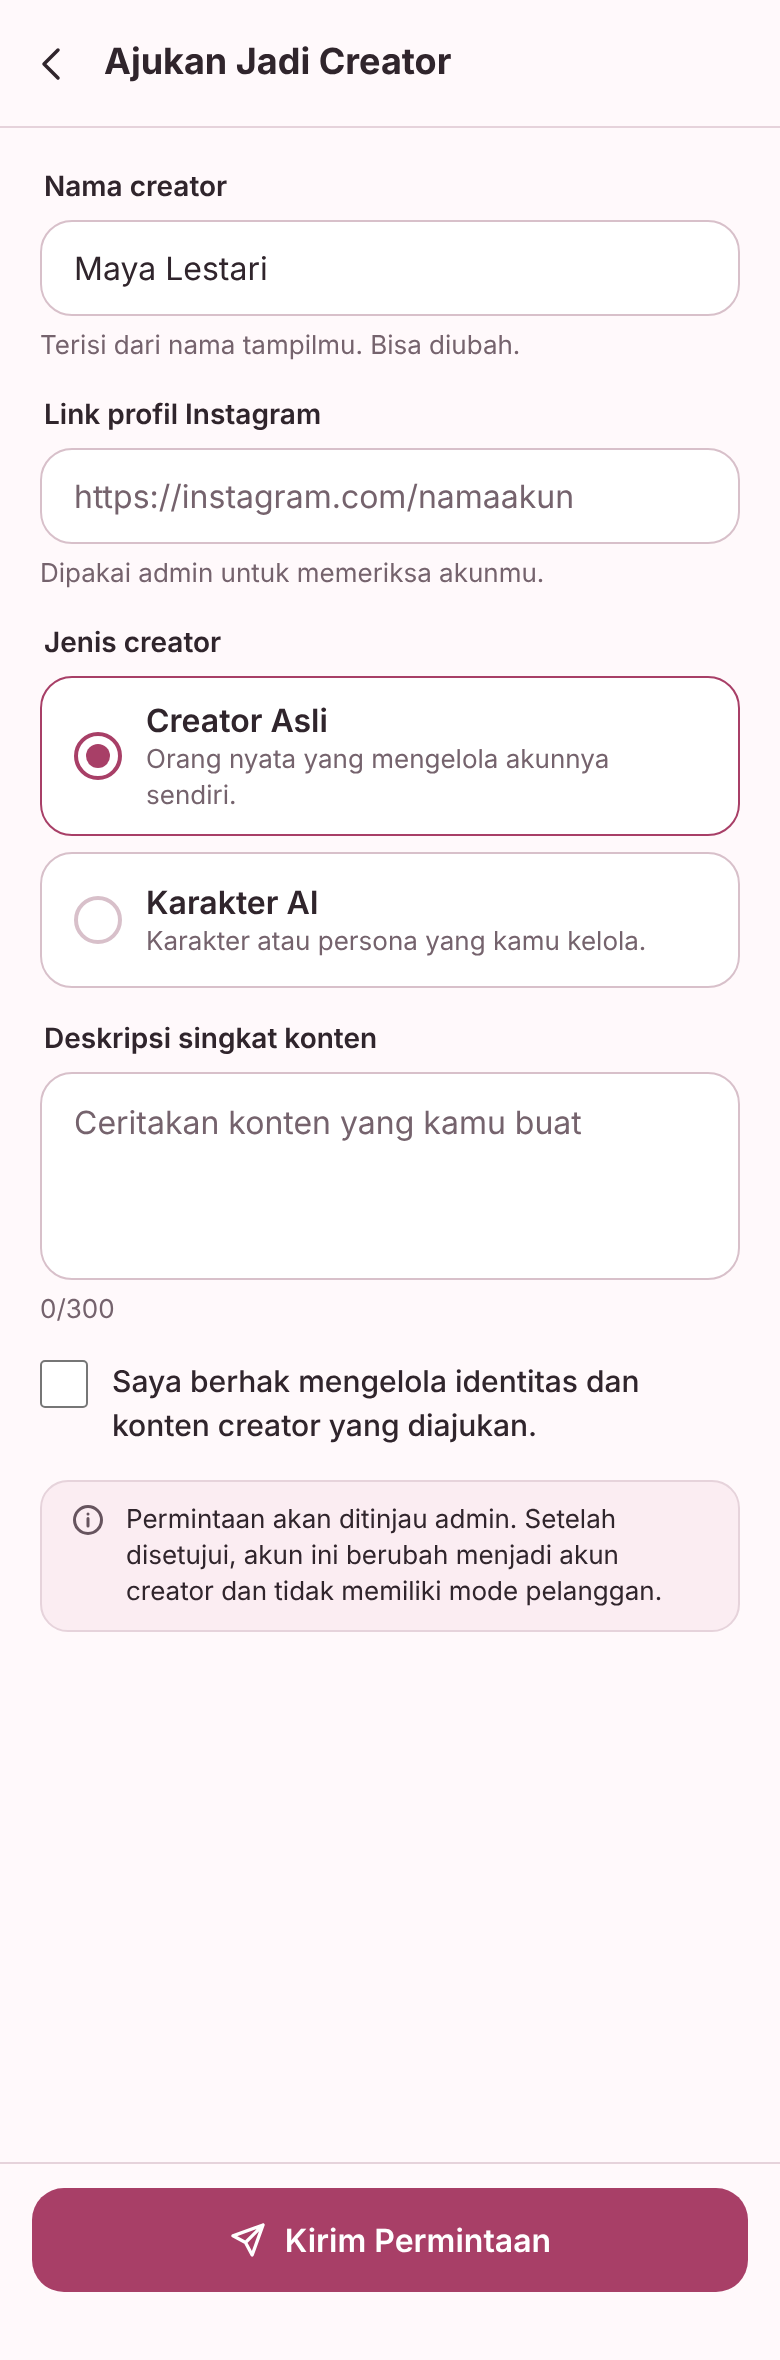 Ajukan Jadi Creator
Nama creator
Maya Lestari
Terisi dari nama tampilmu. Bisa diubah.
Link profil Instagram
https://instagram.com/namaakun
Dipakai admin untuk memeriksa akunmu.
Jenis creator
Creator Asli
Orang nyata yang mengelola akunnya
sendiri.
Karakter AI
Karakter atau persona yang kamu kelola.
Deskripsi singkat konten
Ceritakan konten yang kamu buat
0/300
Saya berhak mengelola identitas dan
konten creator yang diajukan.
Permintaan akan ditinjau admin. Setelah
disetujui, akun ini berubah menjadi akun
creator dan tidak memiliki mode pelanggan.
Kirim Permintaan